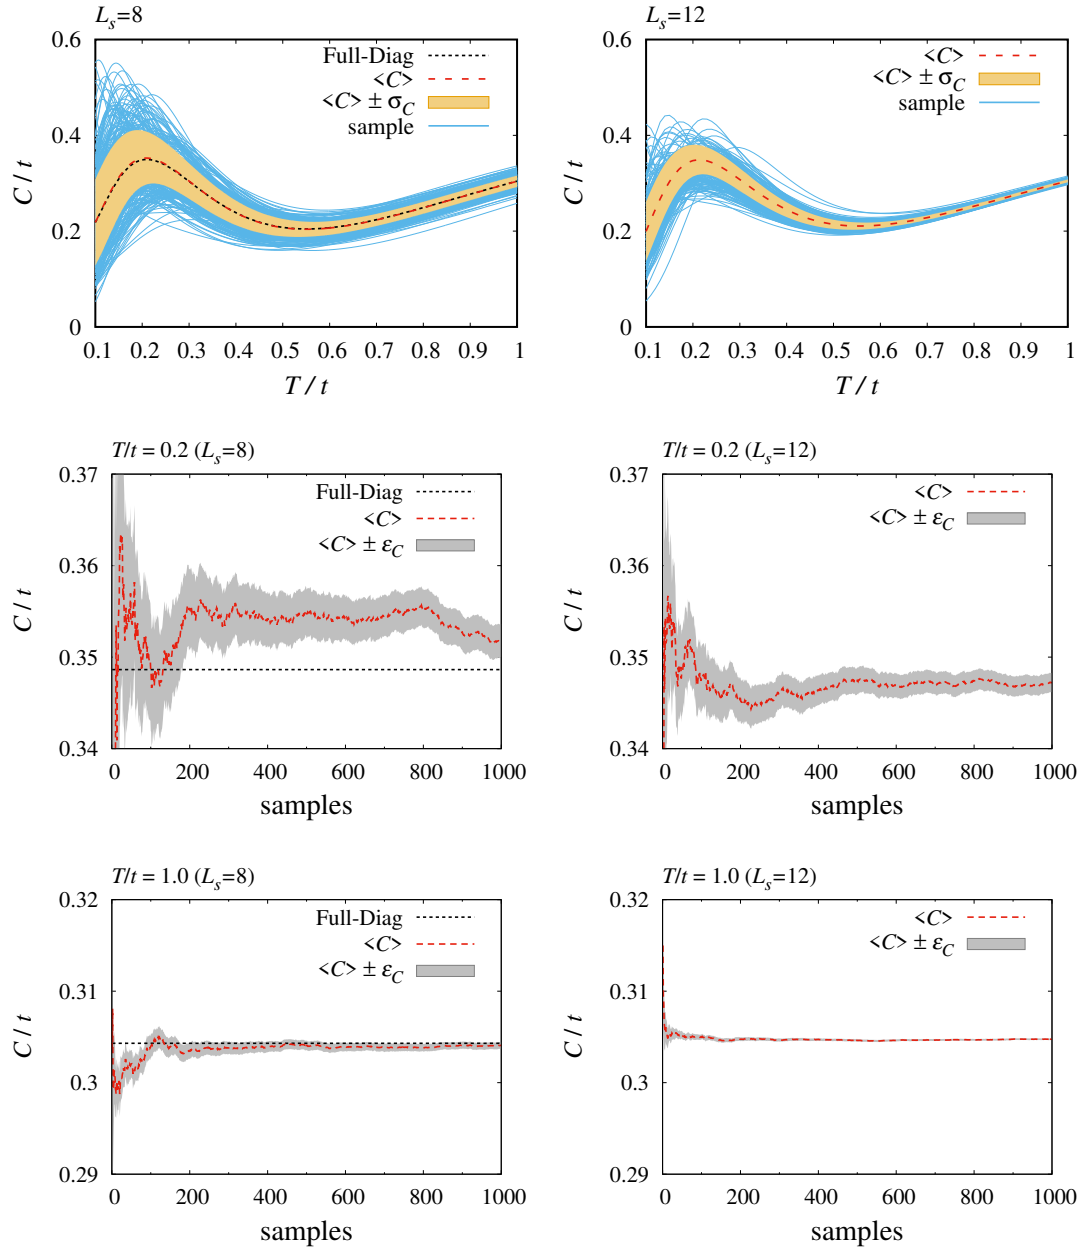 L_s=8
0.6
0.4
0.2
0
C / t
Full-Diag
<C>
<C> ± σ_C
sample
0.1 0.2 0.3 0.4 0.5 0.6 0.7 0.8 0.9 1
T / t
L_s=12
0.6
0.4
0.2
0
C / t
<C>
<C> ± σ_C
sample
0.1 0.2 0.3 0.4 0.5 0.6 0.7 0.8 0.9 1
T / t
T/t = 0.2 (L_s=8)
0.37
0.36
0.35
0.34
C / t
Full-Diag
<C>
<C> ± ε_C
0 200 400 600 800 1000
samples
T/t = 0.2 (L_s=12)
0.37
0.36
0.35
0.34
C / t
<C>
<C> ± ε_C
0 200 400 600 800 1000
samples
T/t = 1.0 (L_s=8)
0.32
0.31
0.3
0.29
C / t
Full-Diag
<C>
<C> ± ε_C
0 200 400 600 800 1000
samples
T/t = 1.0 (L_s=12)
0.32
0.31
0.3
0.29
C / t
<C>
<C> ± ε_C
0 200 400 600 800 1000
samples